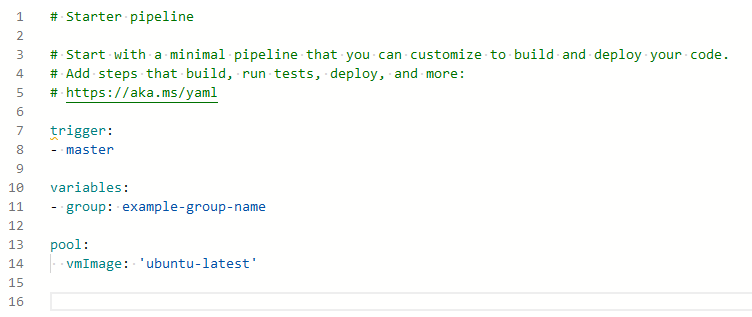 1 # Starter pipeline
2
3 # Start with a minimal pipeline that you can customize to build and deploy your code.
4 # Add steps that build, run tests, deploy, and more:
5 # https://aka.ms/yaml
6
7 trigger:
8 - master
9
10 variables:
11 - group: example-group-name
12
13 pool:
14   vmImage: 'ubuntu-latest'
15
16